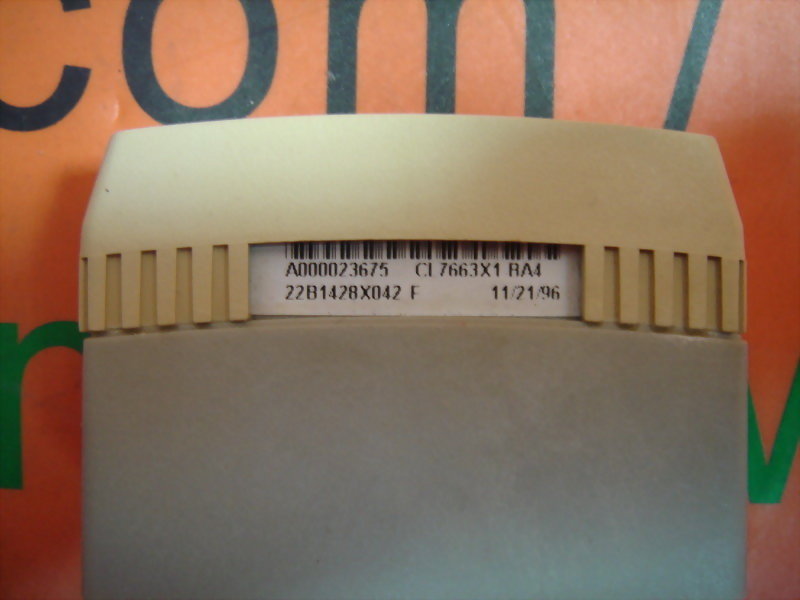 com/
A000023675 CL7663X1 BA4
22B1428X042 F 11/21/96